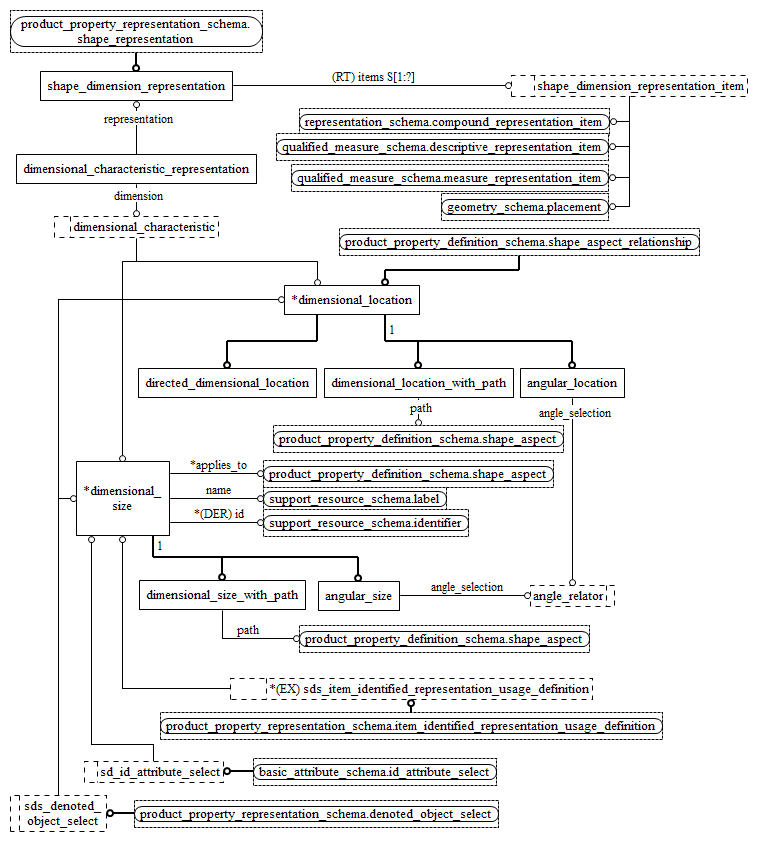 product_property_representation_schema.
shape_representation
(RT) items S[1:?]
shape_dimension_representation
shape_dimension_representation_item
representation
representation_schema.compound_representation_item
qualified_measure_schema.descriptive_representation_item
dimensional_characteristic_representation
qualified_measure_schema.measure_representation_item
dimension
geometry_schema.placement
dimensional_characteristic
product_property_definition_schema.shape_aspect_relationship
*dimensional_location
1
directed_dimensional_location
dimensional_location_with_path
angular_location
path
angle_selection
product_property_definition_schema.shape_aspect
*applies_to
product_property_definition_schema.shape_aspect
*dimensional_
size
name
support_resource_schema.label
*(DER) id
support_resource_schema.identifier
1
dimensional_size_with_path
angular_size
angle_selection
angle_relator
path
product_property_definition_schema.shape_aspect
*(EX) sds_item_identified_representation_usage_definition
product_property_representation_schema.item_identified_representation_usage_definition
sd_id_attribute_select
basic_attribute_schema.id_attribute_select
sds_denoted_
object_select
product_property_representation_schema.denoted_object_select